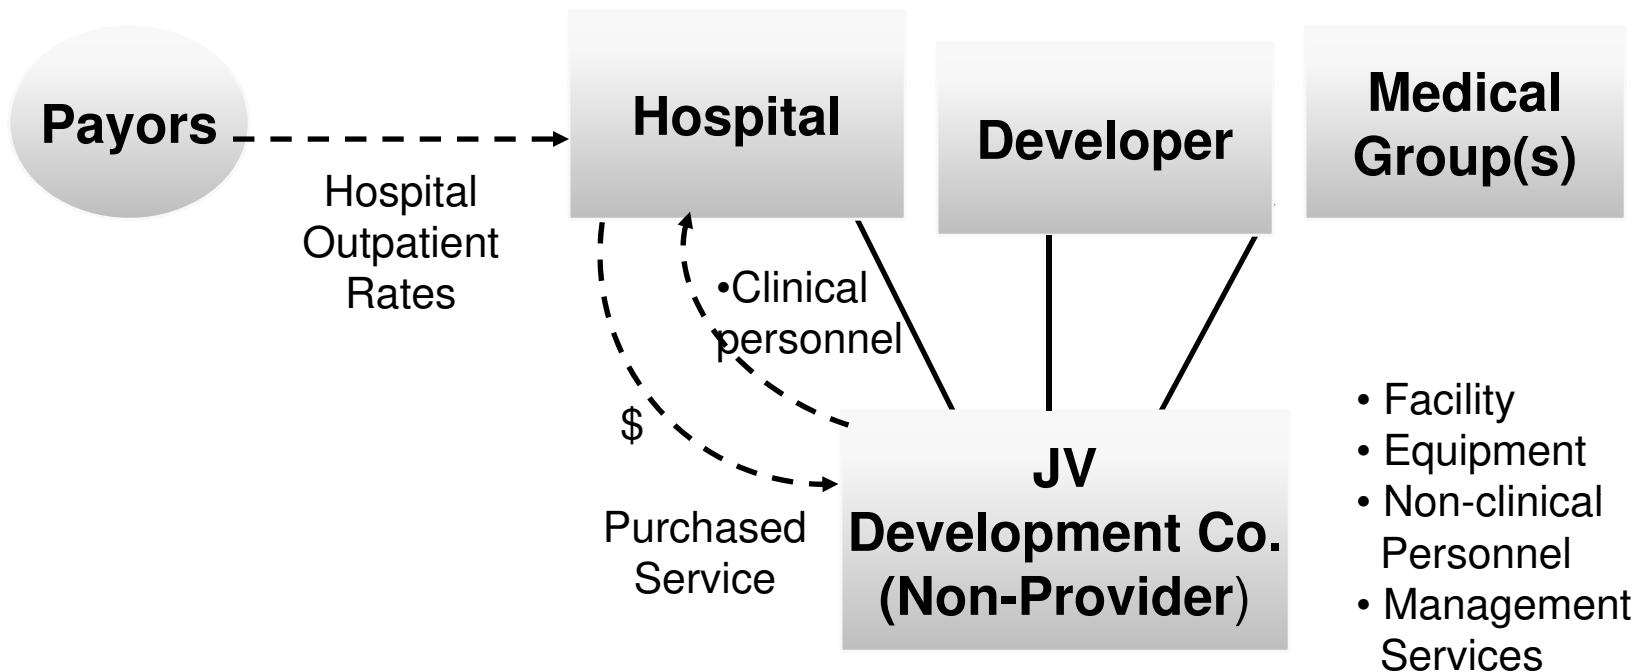 Payors
Hospital
Developer
Medical
Group(s)
Hospital
Outpatient
Rates
•Clinical
personnel
$
Purchased
Service
JV
Development Co.
(Non-Provider)
• Facility
• Equipment
• Non-clinical
Personnel
• Management
Services